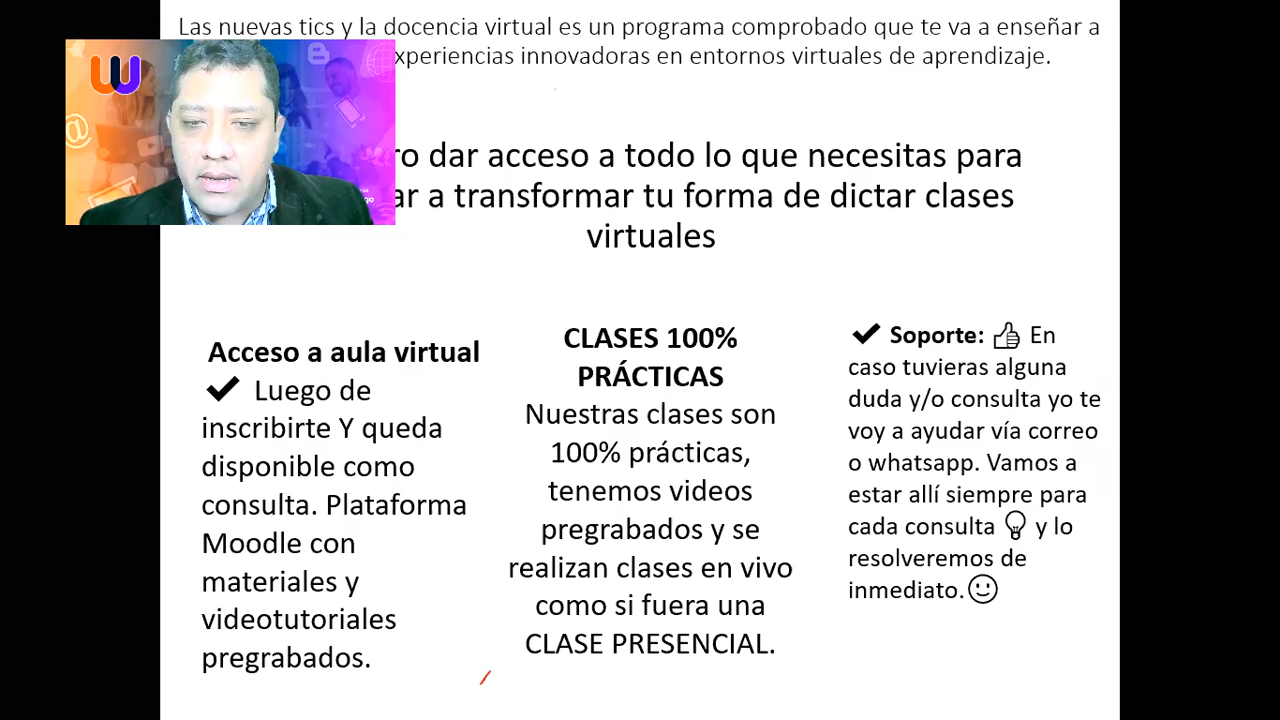 Las nuevas tics y la docencia virtual es un programa comprobado que te va a enseñar a
experiencias innovadoras en entornos virtuales de aprendizaje.
dar acceso a todo lo que necesitas para
a transformar tu forma de dictar clases
virtuales
Acceso a aula virtual
✔ Luego de
inscribirte Y queda
disponible como
consulta. Plataforma
Moodle con
materiales y
videotutoriales
pregrabados.
CLASES 100%
PRÁCTICAS
Nuestras clases son
100% prácticas,
tenemos videos
pregrabados y se
realizan clases en vivo
como si fuera una
CLASE PRESENCIAL.
✔ Soporte: 👍 En
caso tuvieras alguna
duda y/o consulta yo te
voy a ayudar vía correo
o whatsapp. Vamos a
estar allí siempre para
cada consulta 💡 y lo
resolveremos de
inmediato.🙂